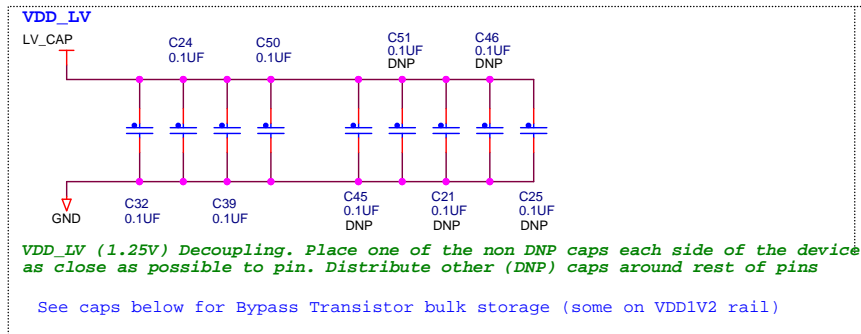 VDD_LV
LV_CAP
C24
0.1UF
C50
0.1UF
C51
0.1UF
DNP
C46
0.1UF
DNP
GND
C32
0.1UF
C39
0.1UF
C45
0.1UF
DNP
C21
0.1UF
DNP
C25
0.1UF
DNP
VDD_LV (1.25V) Decoupling. Place one of the non DNP caps each side of the device
as close as possible to pin. Distribute other (DNP) caps around rest of pins
See caps below for Bypass Transistor bulk storage (some on VDD1V2 rail)